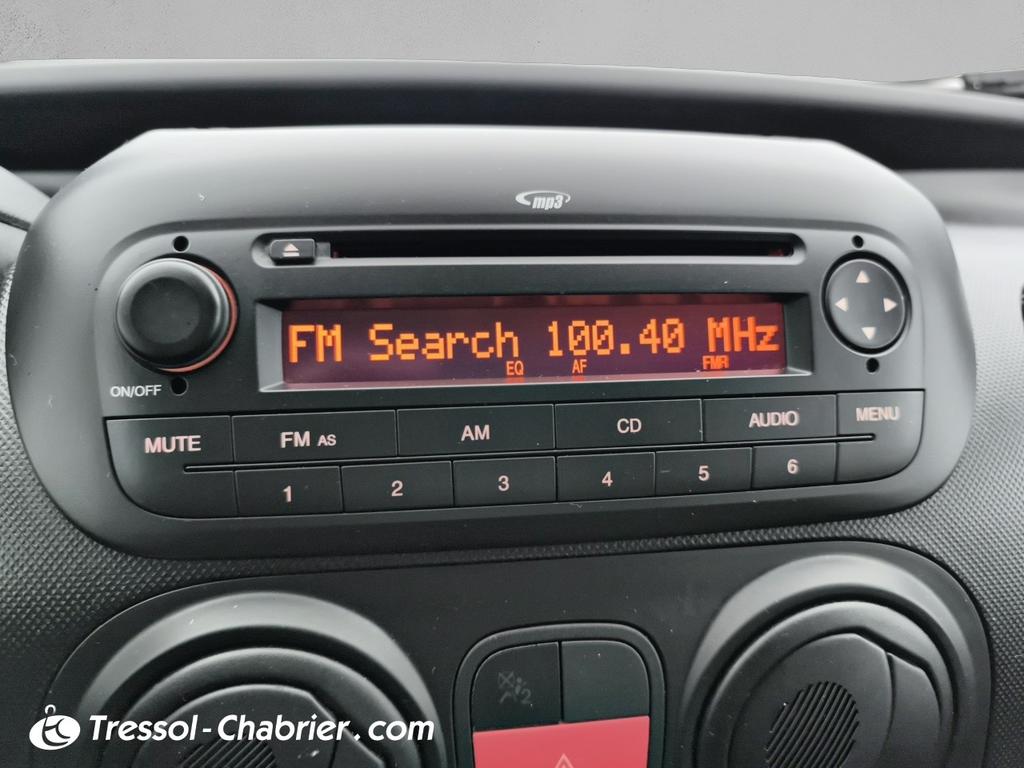 mp3
FM Search 100.40 MHz
EQ AF FMR
ON/OFF
MUTE FM AS AM CD AUDIO MENU
1 2 3 4 5 6
2
Tressol-Chabrier.com